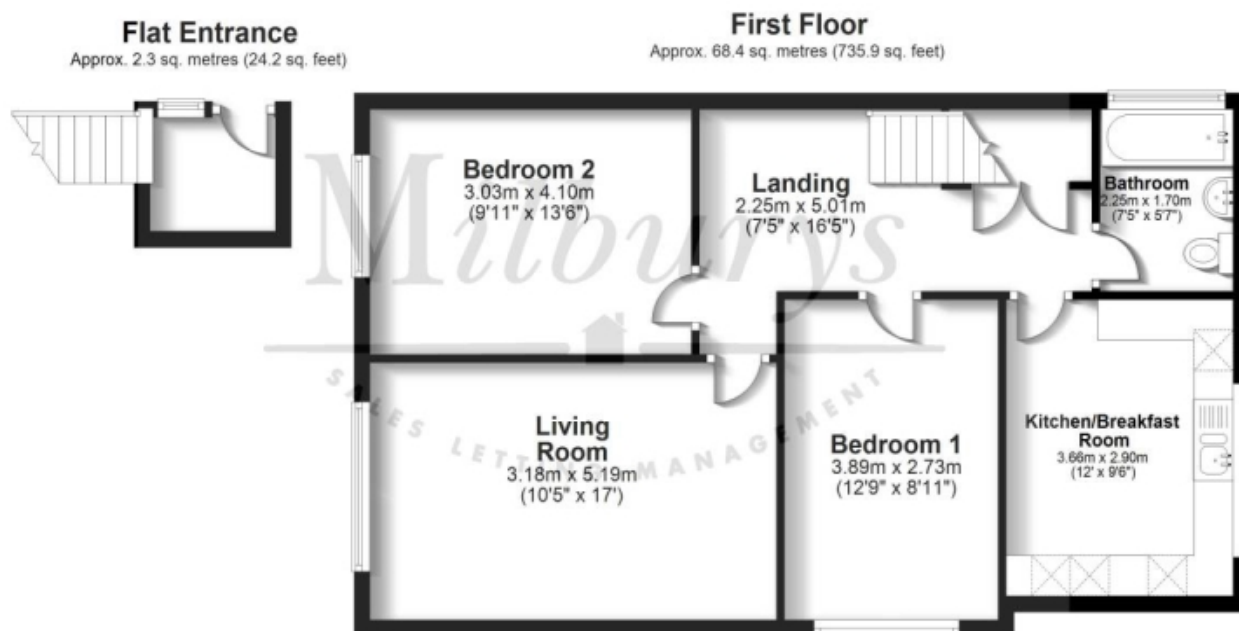 Flat Entrance
Approx. 2.3 sq. metres (24.2 sq. feet)
First Floor
Approx. 68.4 sq. metres (735.9 sq. feet)
Bedroom 2
3.03m x 4.10m
(9'11" x 13'6")
Landing
2.25m x 5.01m
(7'5" x 16'5")
Bathroom
2.25m x 1.70m
(7'5" x 5'7")
Milburys
SALES LETTING MANAGEMENT
Living
Room
3.18m x 5.19m
(10'5" x 17')
Bedroom 1
3.89m x 2.73m
(12'9" x 8'11")
Kitchen/Breakfast
Room
3.66m x 2.90m
(12' x 9'6")